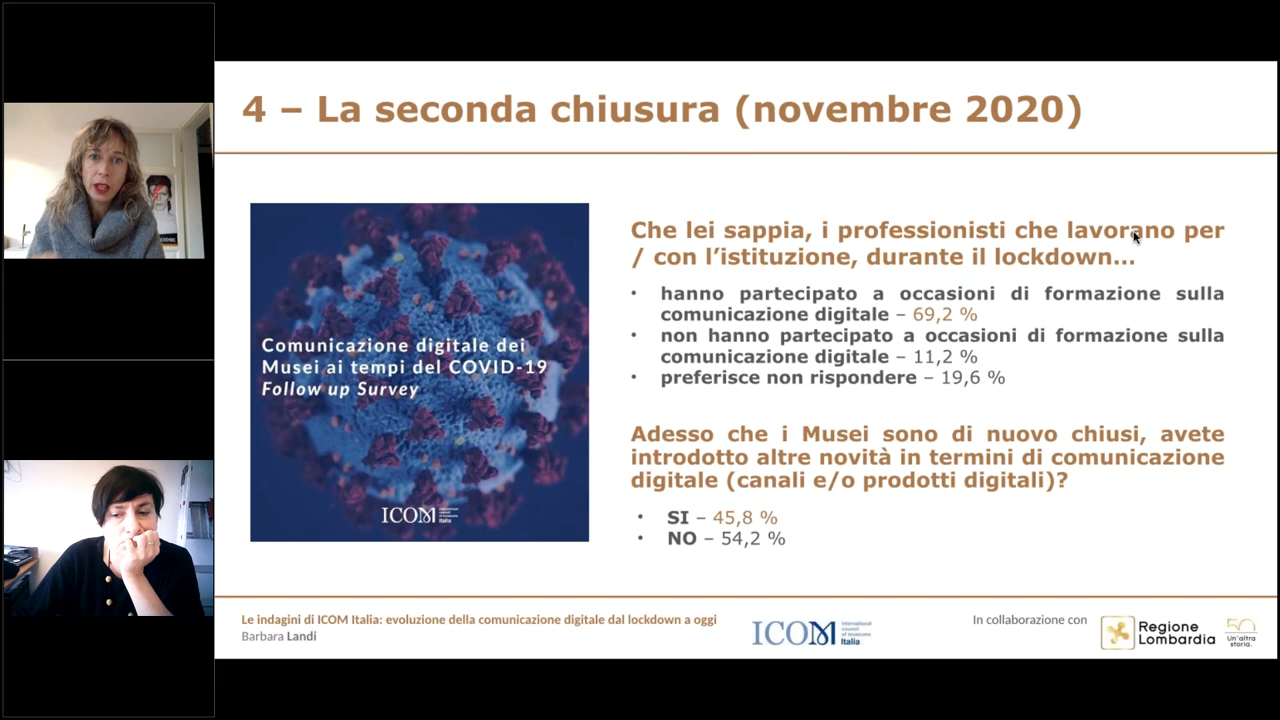 4 – La seconda chiusura (novembre 2020)
Comunicazione digitale dei
Musei ai tempi del COVID-19
Follow up Survey
ICOM
international
council
of museums
Italia
Che lei sappia, i professionisti che lavorano per
/ con l’istituzione, durante il lockdown…
• hanno partecipato a occasioni di formazione sulla
comunicazione digitale – 69,2 %
• non hanno partecipato a occasioni di formazione sulla
comunicazione digitale – 11,2 %
• preferisce non rispondere – 19,6 %
Adesso che i Musei sono di nuovo chiusi, avete
introdotto altre novità in termini di comunicazione
digitale (canali e/o prodotti digitali)?
• SI – 45,8 %
• NO – 54,2 %
Le indagini di ICOM Italia: evoluzione della comunicazione digitale dal lockdown a oggi
Barbara Landi
ICOM
international
council
of museums
Italia
In collaborazione con
Regione
Lombardia
50
Un'altra
storia.